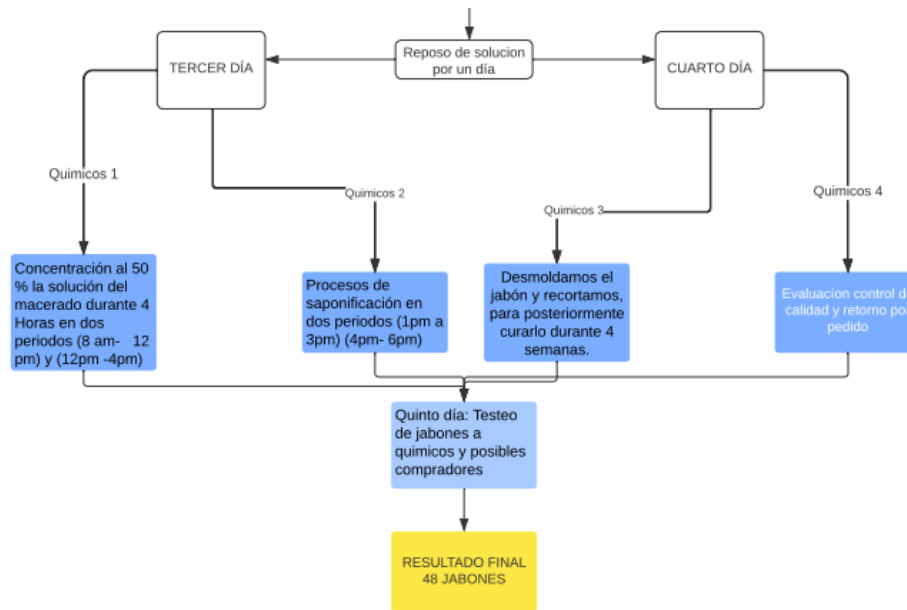 Reposo de solucion
por un día
TERCER DÍA
CUARTO DÍA
Quimicos 1
Quimicos 2
Quimicos 3
Quimicos 4
Concentración al 50
% la solución del
macerado durante 4
Horas en dos
periodos (8 am- 12
pm) y (12pm -4pm)
Procesos de
saponificación en
dos periodos (1pm a
3pm) (4pm- 6pm)
Desmoldamos el
jabón y recortamos,
para posteriormente
curarlo durante 4
semanas.
Evaluacíon control de
calidad y retorno por
pedido
Quinto día: Testeo
de jabones a
quimicos y posibles
compradores
RESULTADO FINAL
48 JABONES